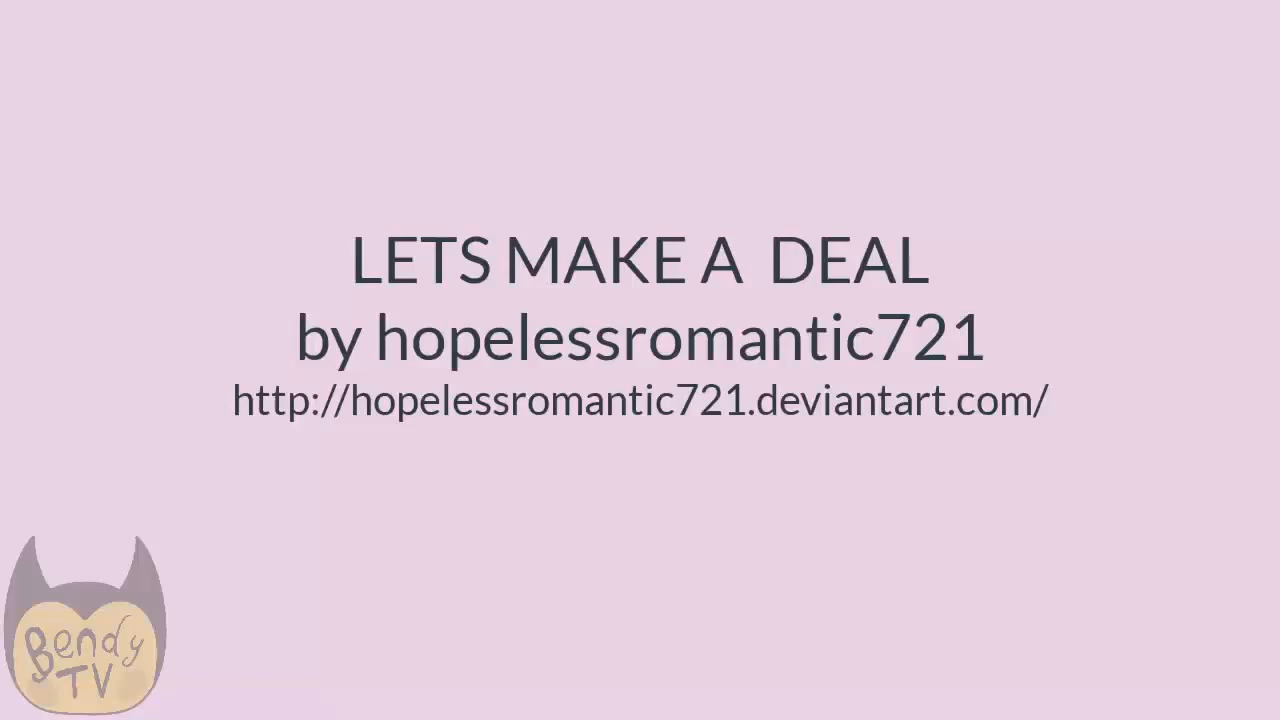 LETS MAKE A  DEAL
by hopelessromantic721
http://hopelessromantic721.deviantart.com/
Bendy
TV